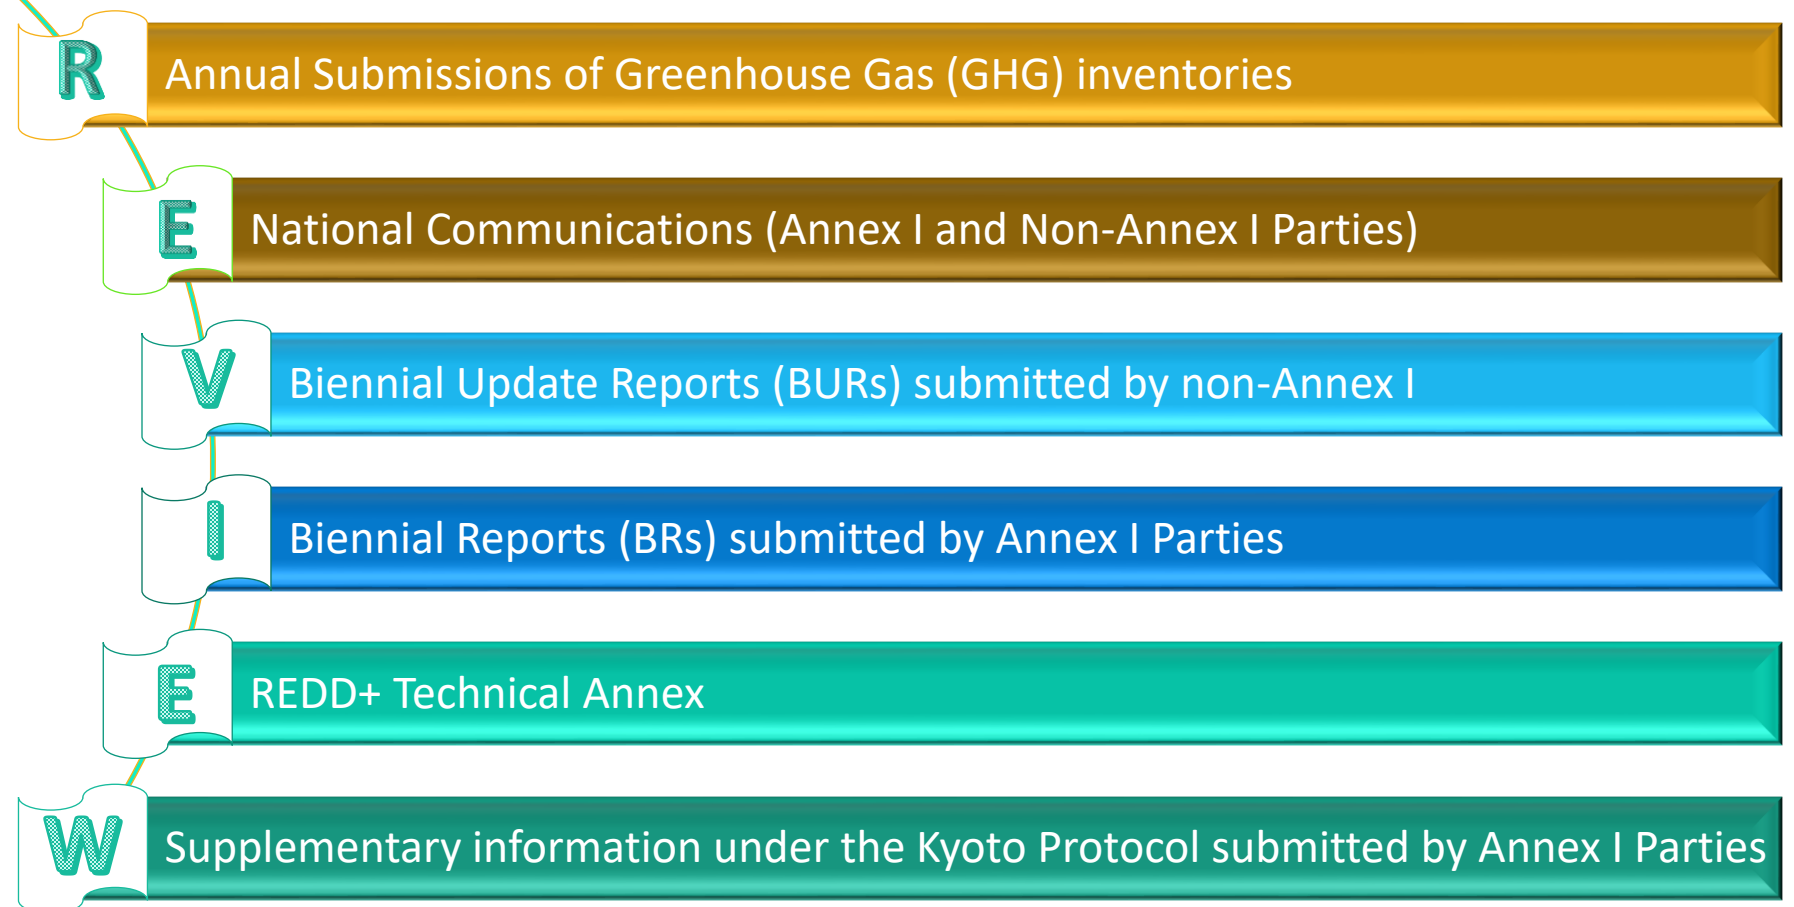 R Annual Submissions of Greenhouse Gas (GHG) inventories
E National Communications (Annex I and Non-Annex I Parties)
V Biennial Update Reports (BURs) submitted by non-Annex I
I Biennial Reports (BRs) submitted by Annex I Parties
E REDD+ Technical Annex
W Supplementary information under the Kyoto Protocol submitted by Annex I Parties